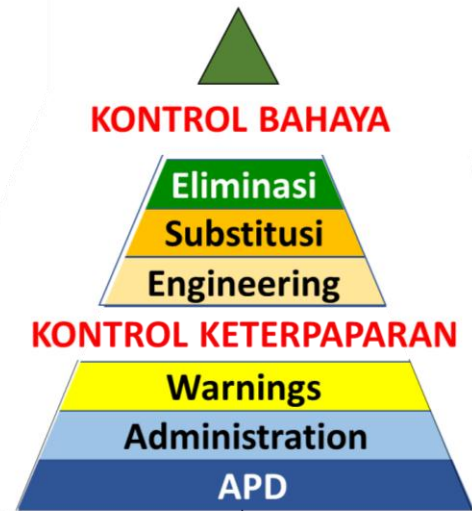 KONTROL BAHAYA
Eliminasi
Substitusi
Engineering
KONTROL KETERPAPARAN
Warnings
Administration
APD